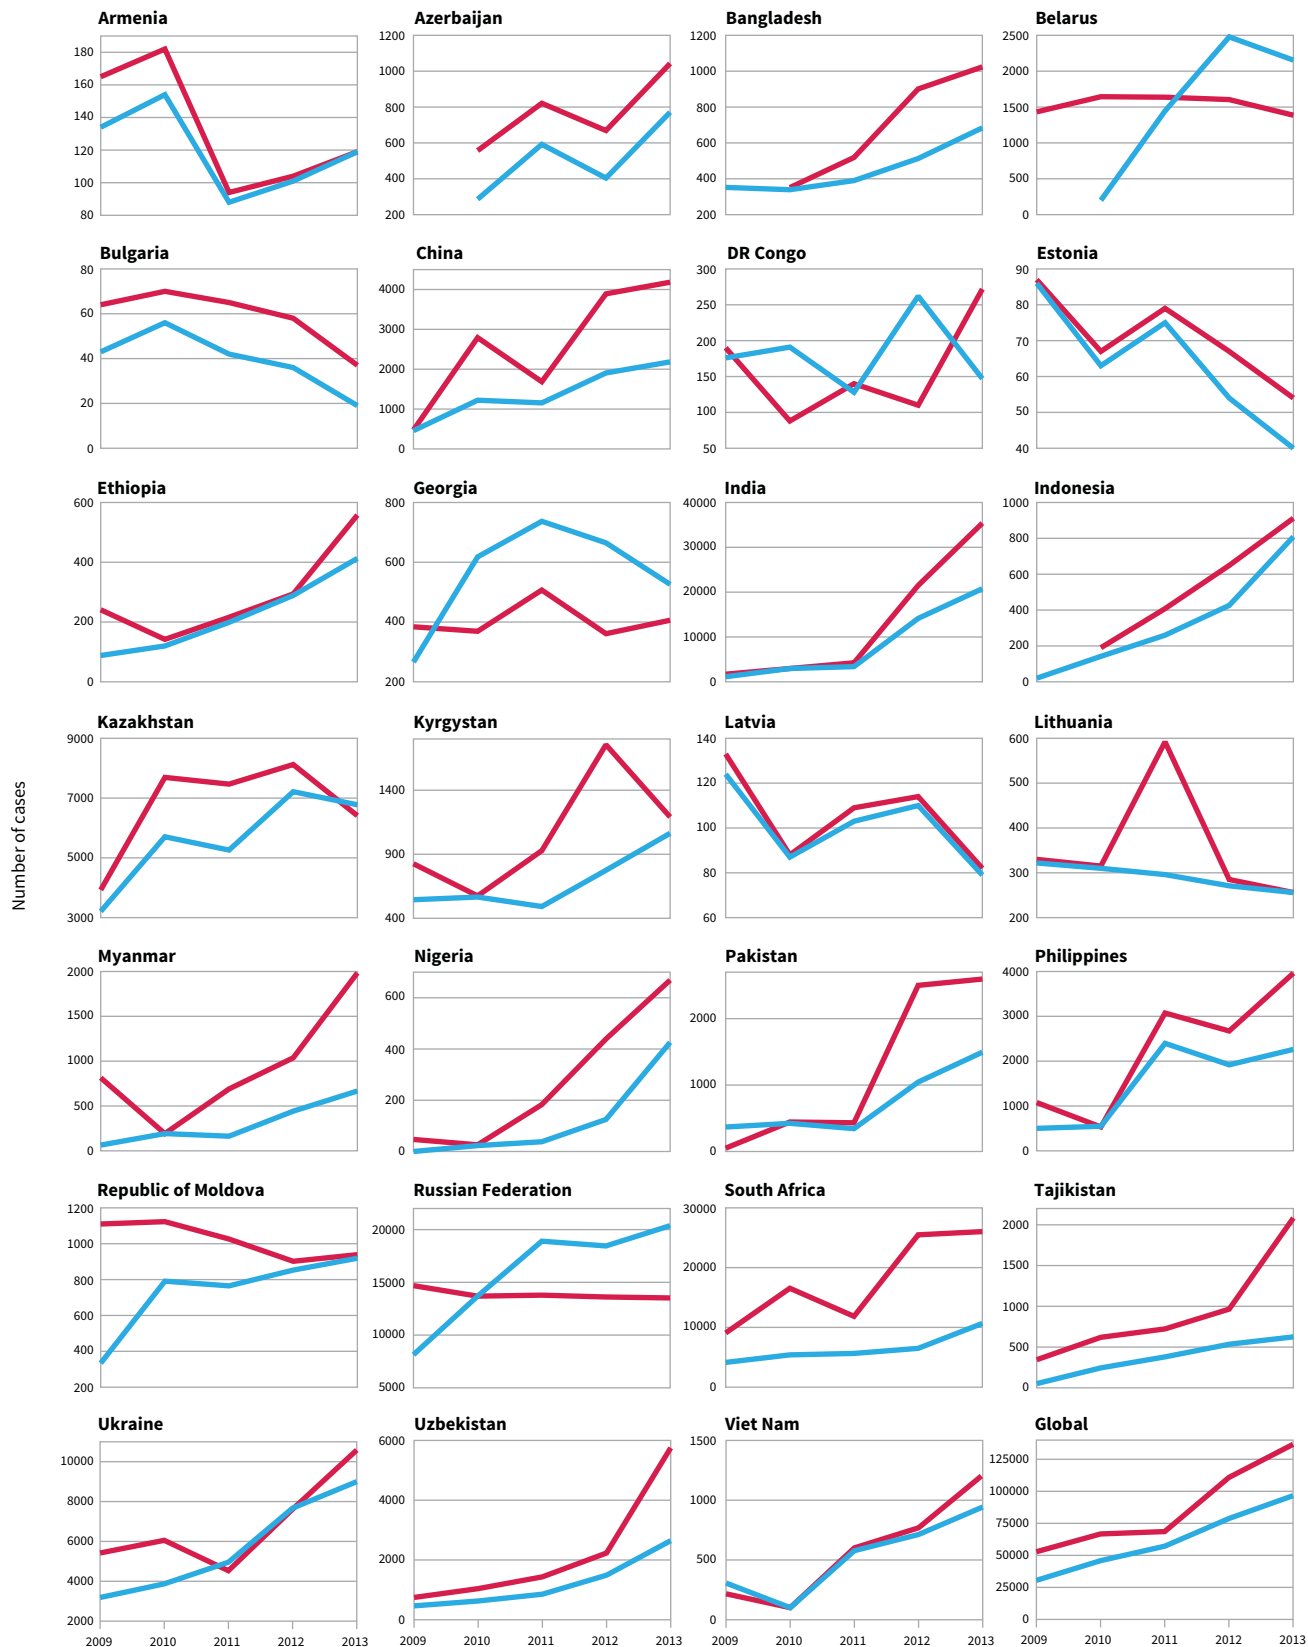 Armenia Azerbaijan Bangladesh Belarus
180 160 140 120 100 80
1200 1000 800 600 400 200
1200 1000 800 600 400 200
2500 2000 1500 1000 500 0
Bulgaria China DR Congo Estonia
80 60 40 20 0
4000 3000 2000 1000 0
300 250 200 150 100 50
90 80 70 60 50 40
Ethiopia Georgia India Indonesia
600 400 200 0
800 600 400 200
40000 30000 20000 10000 0
1000 800 600 400 200 0
Number of cases
Kazakhstan Kyrgystan Latvia Lithuania
9000 7000 5000 3000
1400 900 400
140 120 100 80 60
600 500 400 300 200
Myanmar Nigeria Pakistan Philippines
2000 1500 1000 500 0
600 400 200 0
2000 1000 0
4000 3000 2000 1000 0
Republic of Moldova Russian Federation South Africa Tajikistan
1200 1000 800 600 400 200
20000 15000 10000 5000
30000 20000 10000 0
2000 1500 1000 500 0
Ukraine Uzbekistan Viet Nam Global
10000 8000 6000 4000 2000
6000 4000 2000 0
1500 1000 500 0
125000 100000 75000 50000 25000 0
2009 2010 2011 2012 2013 2009 2010 2011 2012 2013 2009 2010 2011 2012 2013 2009 2010 2011 2012 2013